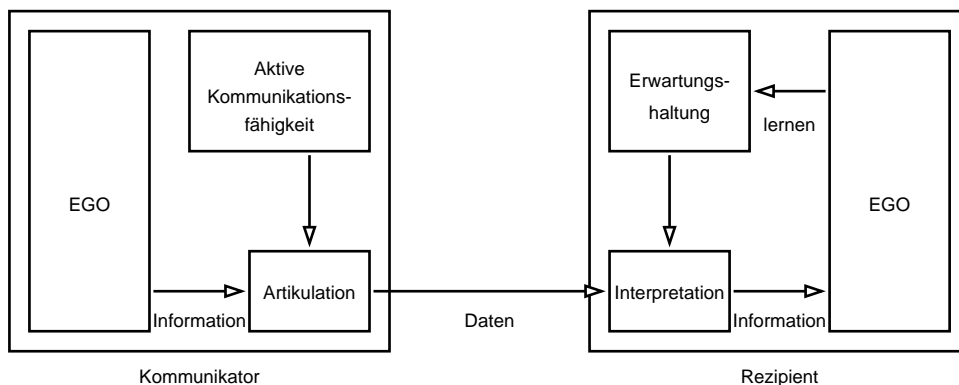 Aktive
Kommunikations-
fähigkeit
EGO
Artikulation
Information
Kommunikator
Daten
Erwartungs-
haltung
lernen
EGO
Interpretation
Information
Rezipient